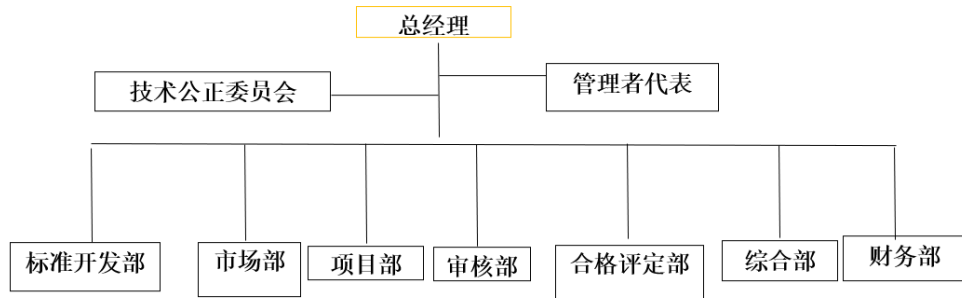 总经理
技术公正委员会
管理者代表
标准开发部
市场部
项目部
审核部
合格评定部
综合部
财务部